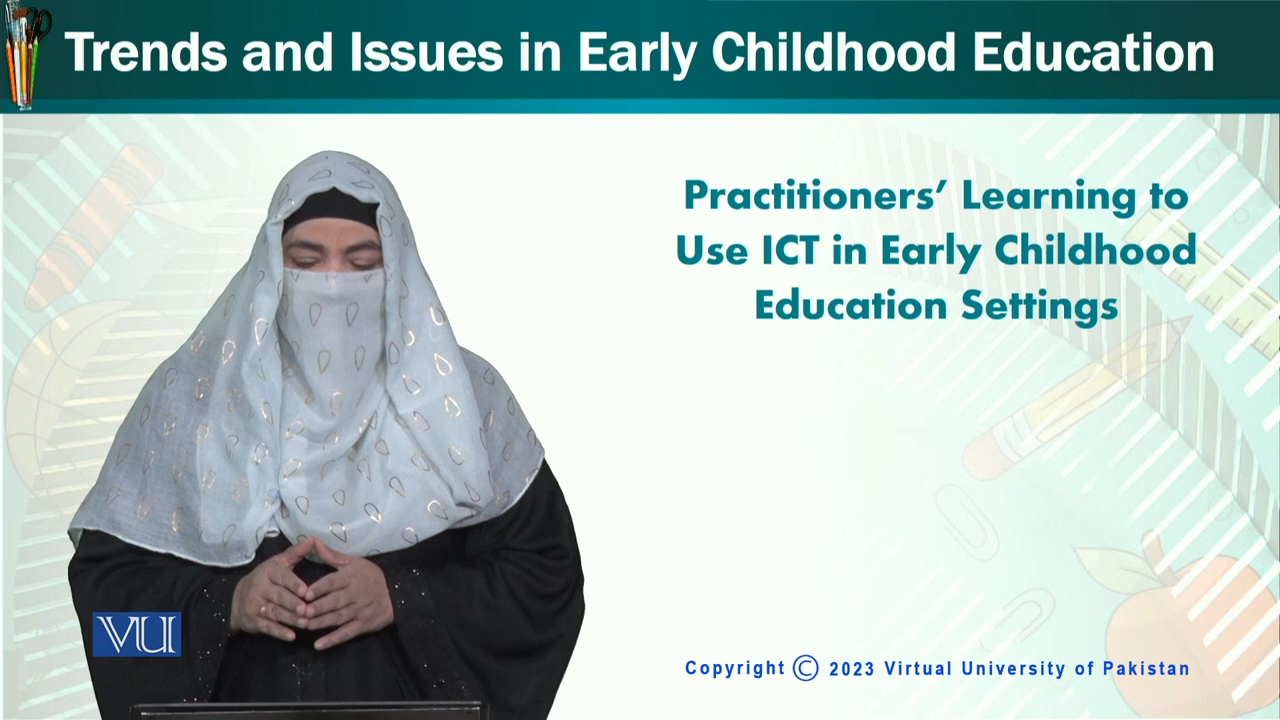 Trends and Issues in Early Childhood Education
Practitioners’ Learning to
Use ICT in Early Childhood
Education Settings
VU
Copyright © 2023 Virtual University of Pakistan